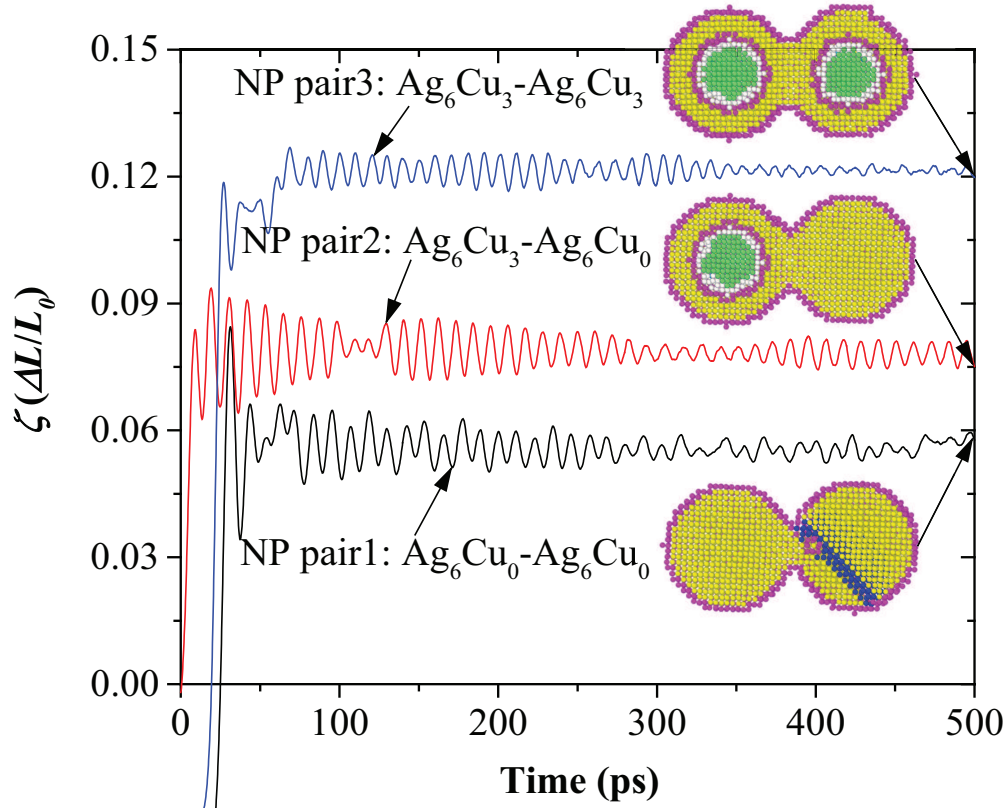 0.15
0.12
0.09
0.06
0.03
0.00
ζ (ΔL/L₀)
NP pair3: Ag₆Cu₃-Ag₆Cu₃
NP pair2: Ag₆Cu₃-Ag₆Cu₀
NP pair1: Ag₆Cu₀-Ag₆Cu₀
0 100 200 300 400 500
Time (ps)